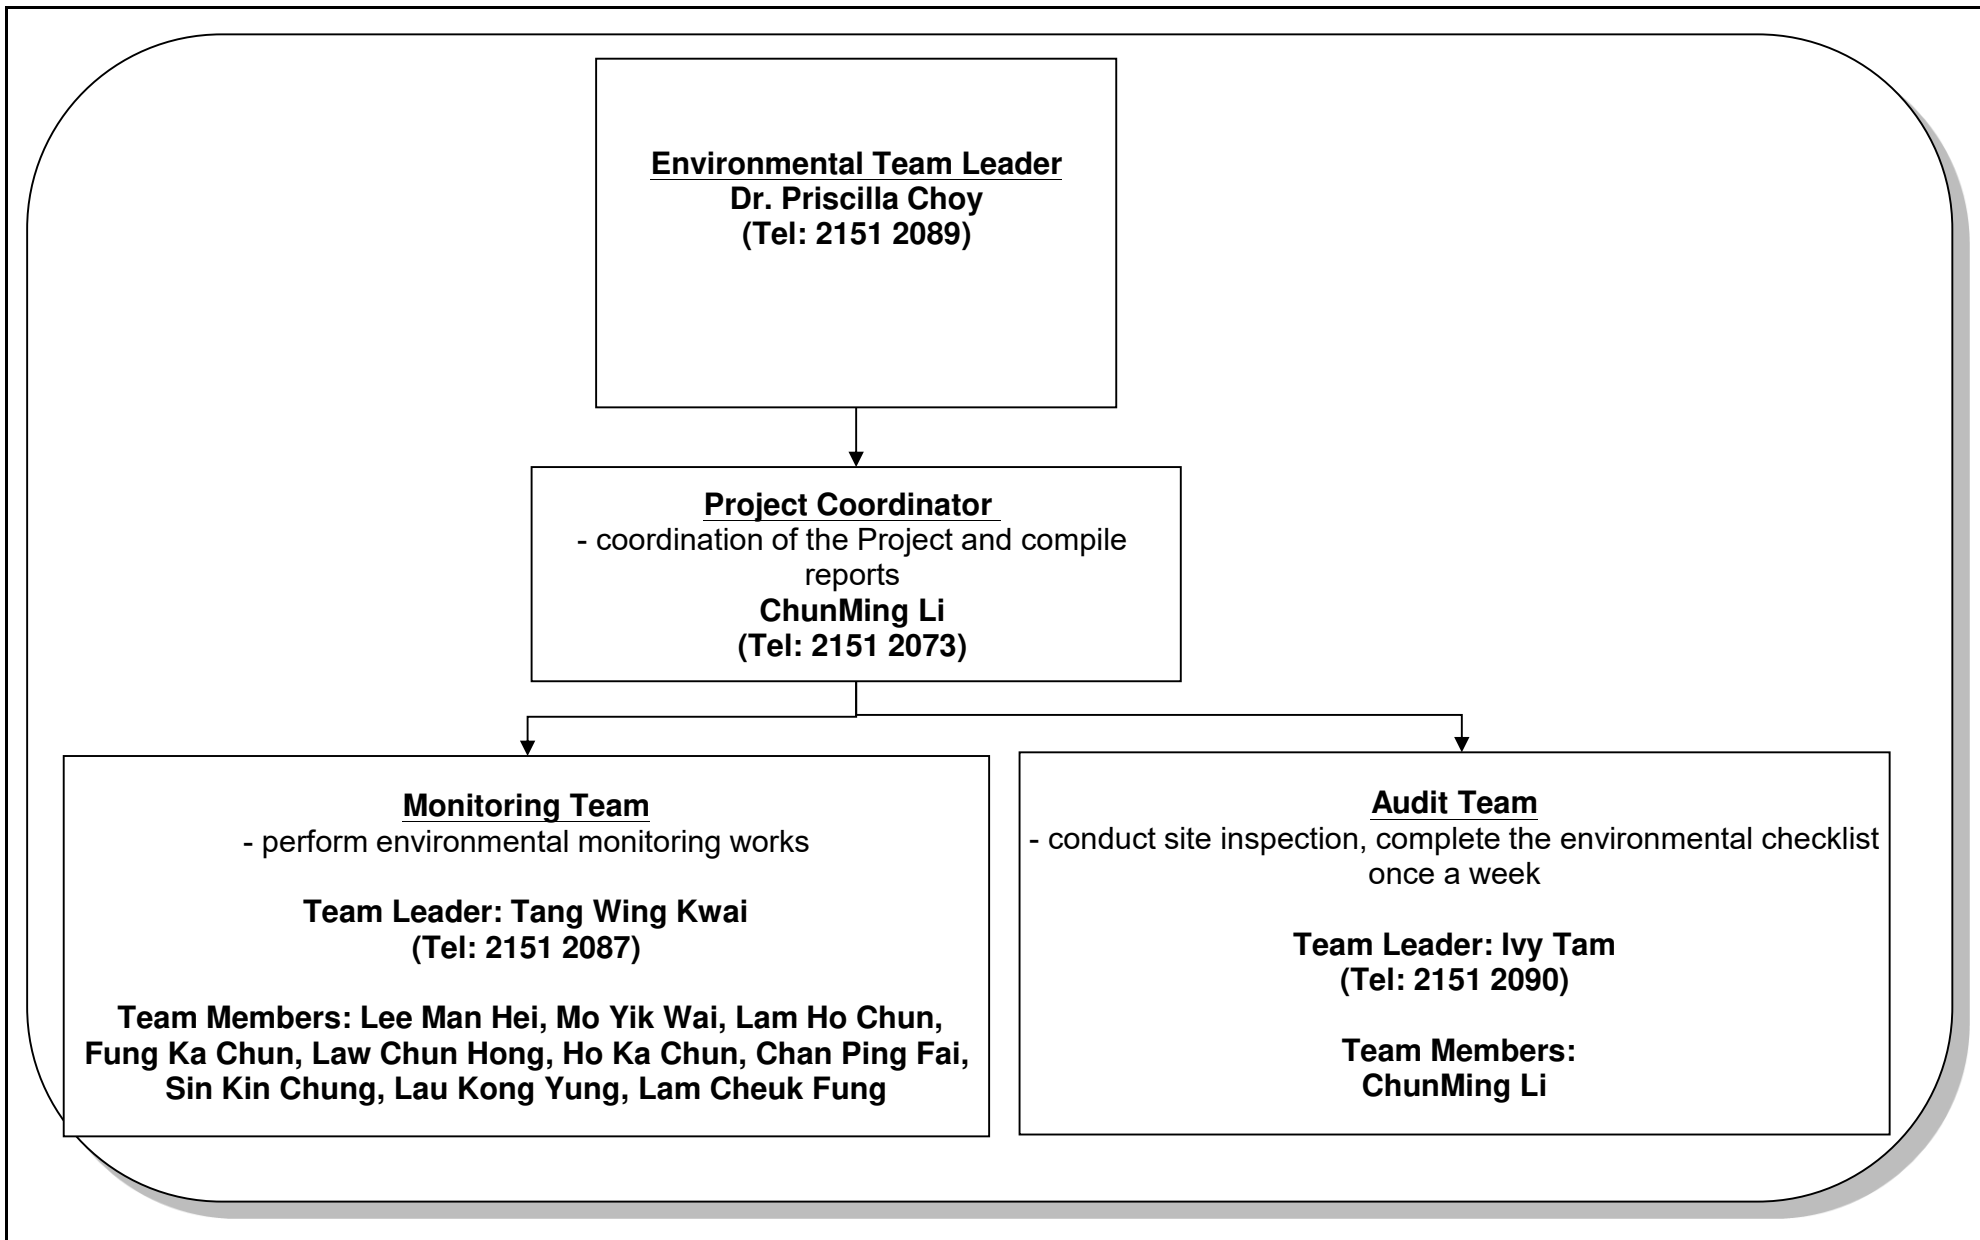 Environmental Team Leader
Dr. Priscilla Choy
(Tel: 2151 2089)
Project Coordinator
- coordination of the Project and compile
reports
ChunMing Li
(Tel: 2151 2073)
Monitoring Team
- perform environmental monitoring works
Team Leader: Tang Wing Kwai
(Tel: 2151 2087)
Team Members: Lee Man Hei, Mo Yik Wai, Lam Ho Chun,
Fung Ka Chun, Law Chun Hong, Ho Ka Chun, Chan Ping Fai,
Sin Kin Chung, Lau Kong Yung, Lam Cheuk Fung
Audit Team
- conduct site inspection, complete the environmental checklist
once a week
Team Leader: Ivy Tam
(Tel: 2151 2090)
Team Members:
ChunMing Li